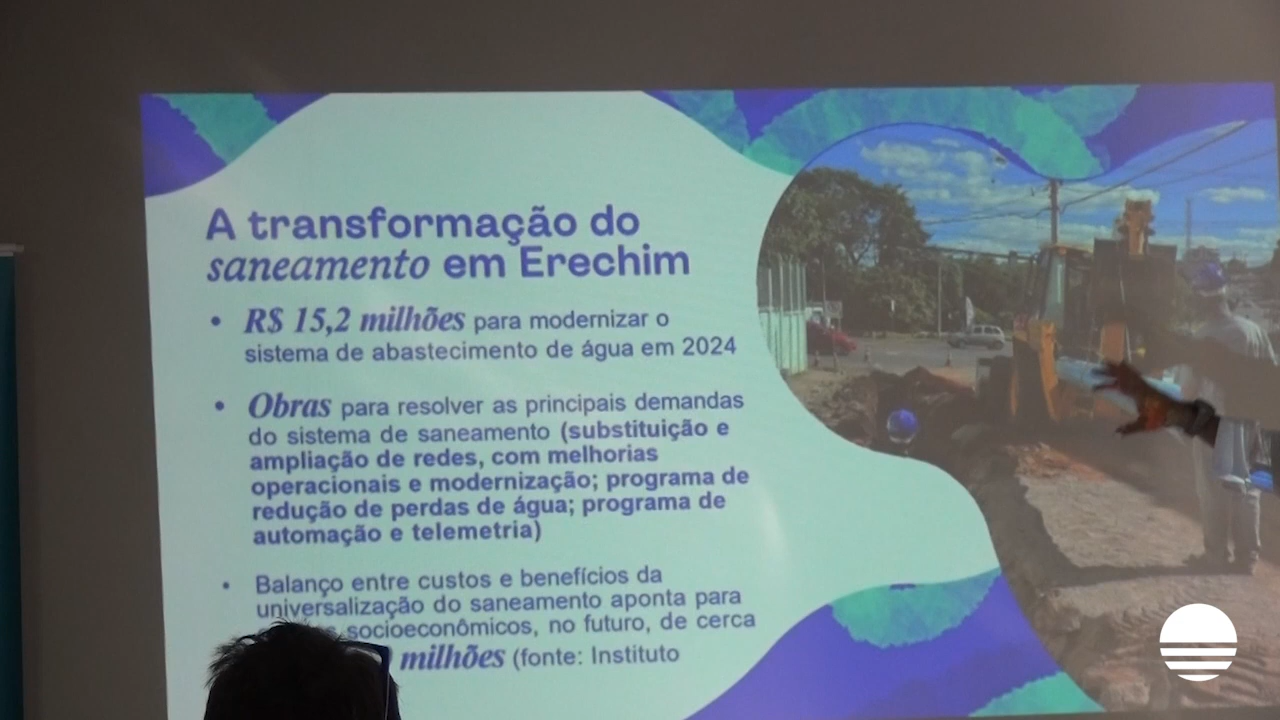 A transformação do
saneamento em Erechim
• R$ 15,2 milhões para modernizar o
sistema de abastecimento de água em 2024
• Obras para resolver as principais demandas
do sistema de saneamento (substituição e
ampliação de redes, com melhorias
operacionais e modernização; programa de
redução de perdas de água; programa de
automação e telemetria)
• Balanço entre custos e benefícios da
universalização do saneamento aponta para
socioeconômicos, no futuro, de cerca
milhões (fonte: Instituto